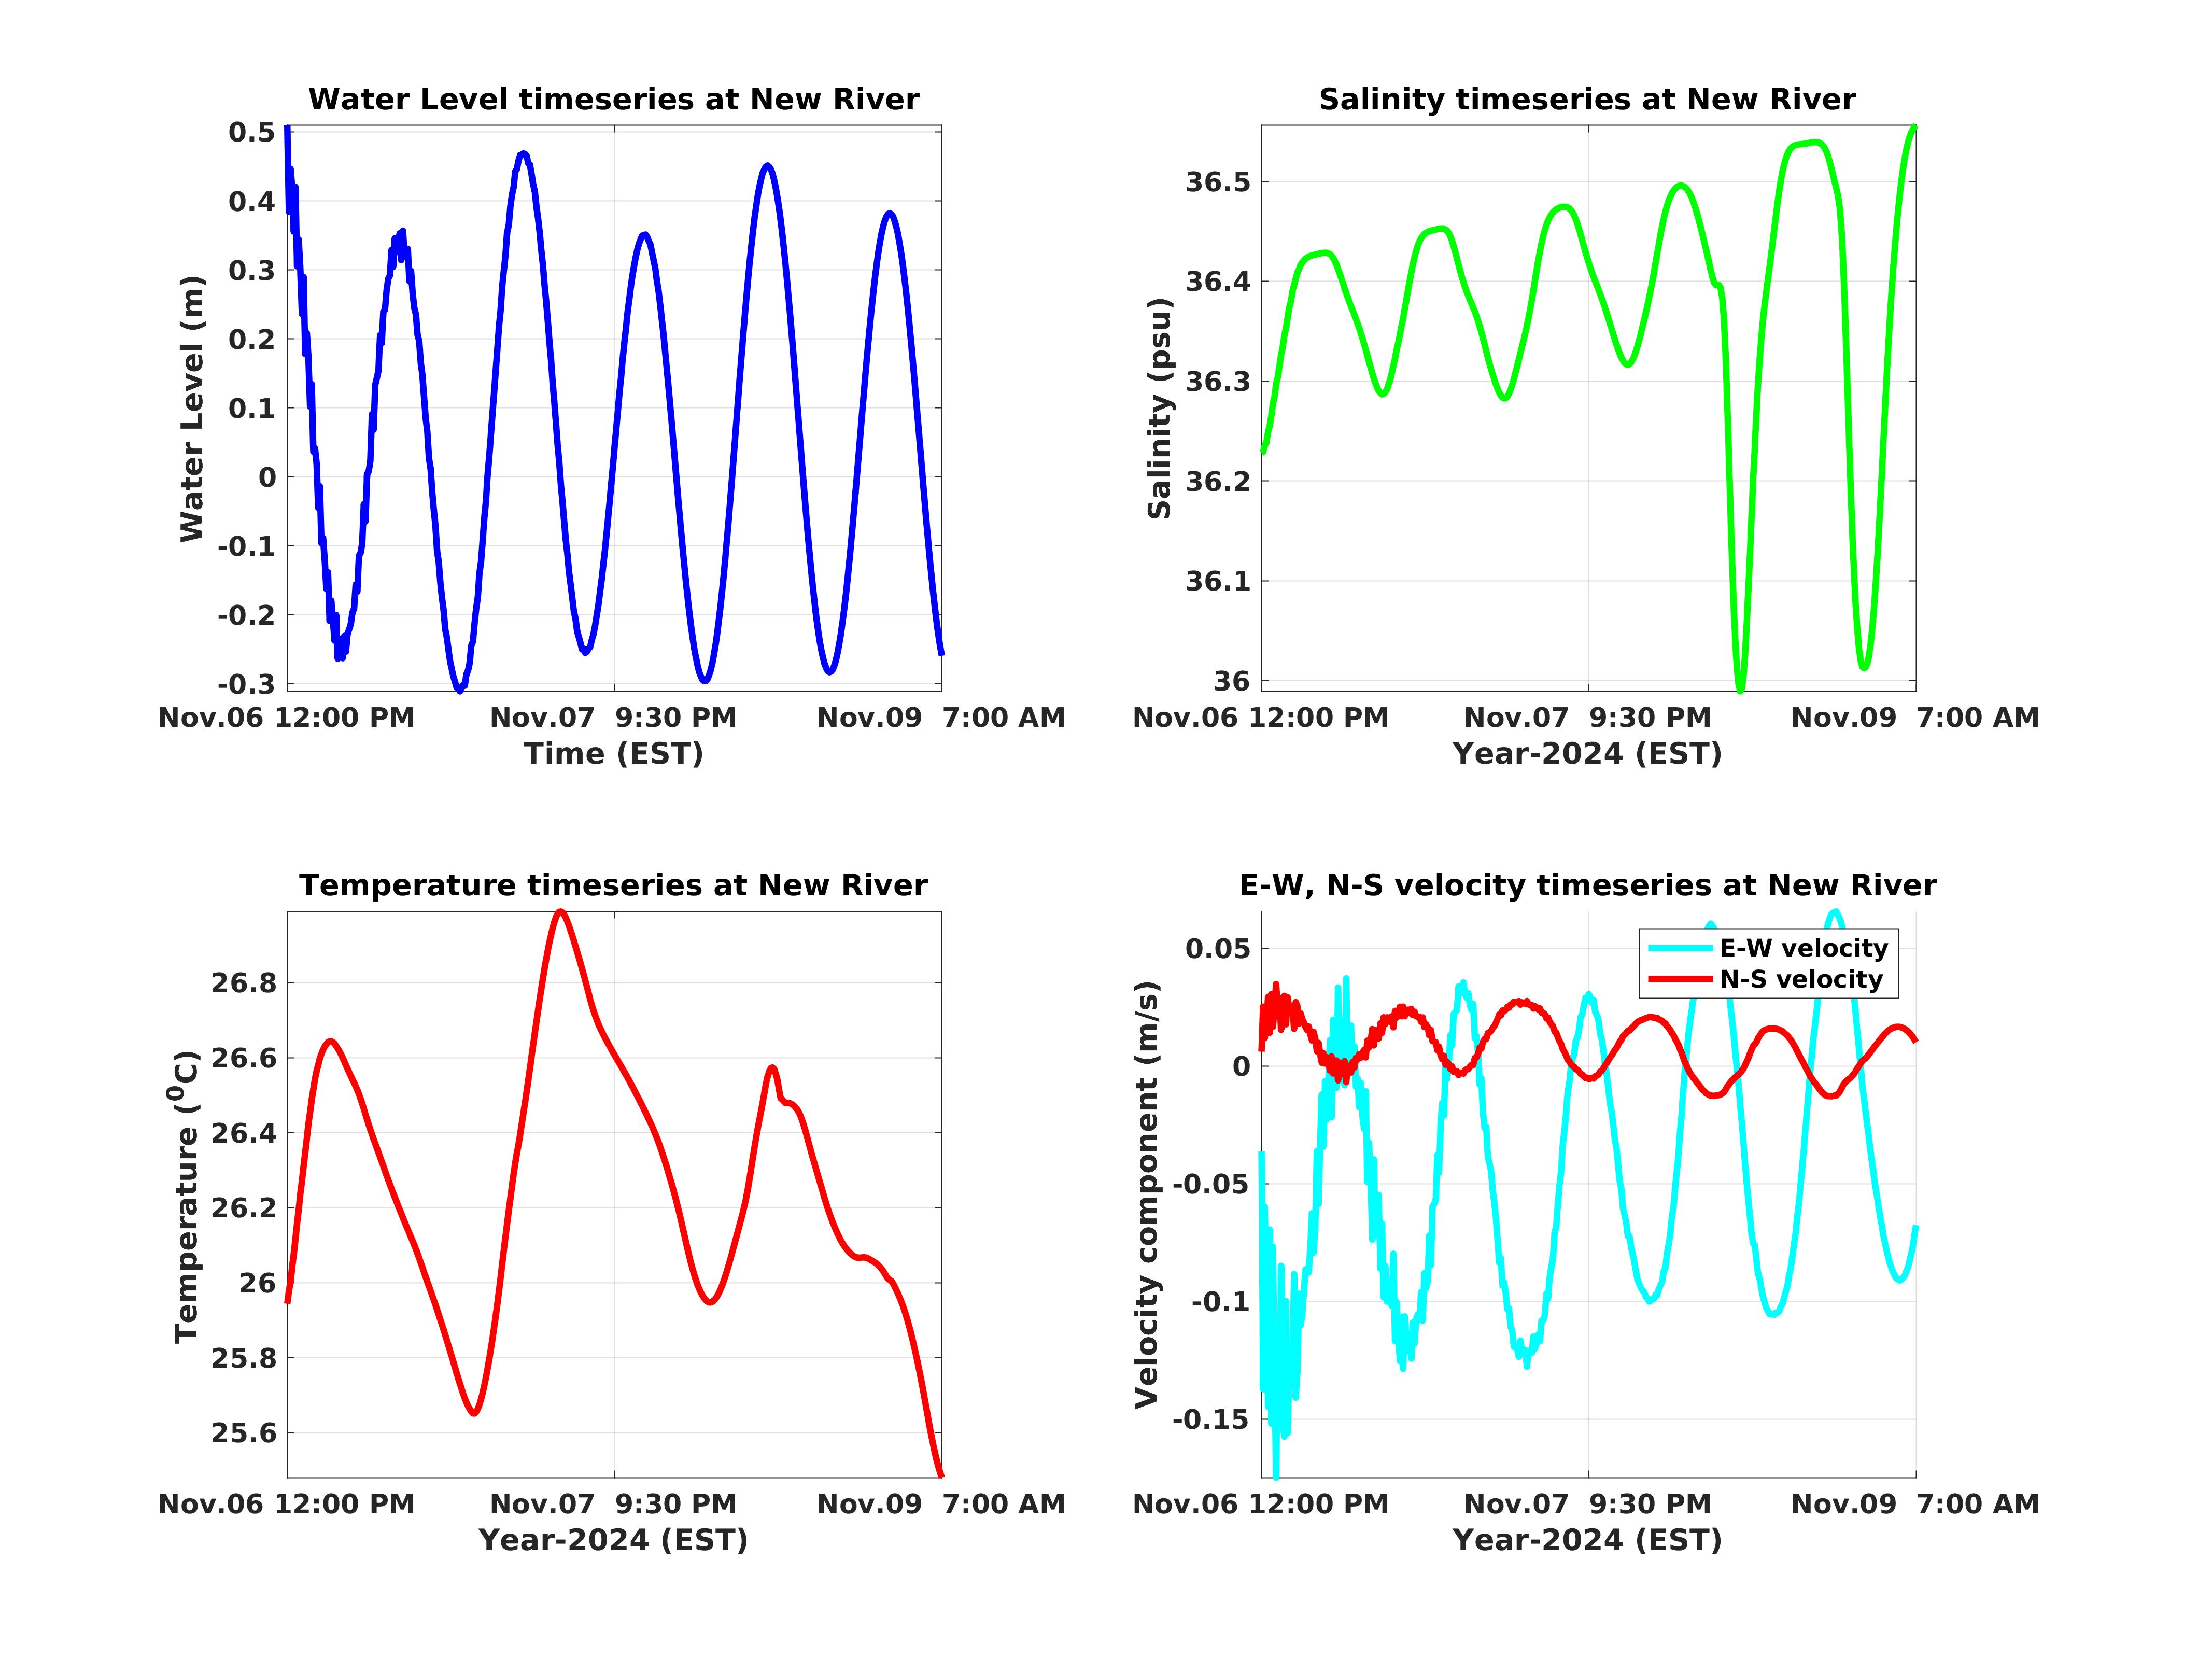 Water Level timeseries at New River
0.5
0.4
0.3
0.2
0.1
0
-0.1
-0.2
-0.3
Water Level (m)
Nov.06 12:00 PM
Nov.07 9:30 PM
Nov.09 7:00 AM
Time (EST)
Salinity timeseries at New River
36.5
36.4
36.3
36.2
36.1
36
Salinity (psu)
Nov.06 12:00 PM
Nov.07 9:30 PM
Nov.09 7:00 AM
Year-2024 (EST)
Temperature timeseries at New River
26.8
26.6
26.4
26.2
26
25.8
25.6
Temperature (⁰C)
Nov.06 12:00 PM
Nov.07 9:30 PM
Nov.09 7:00 AM
Year-2024 (EST)
E-W, N-S velocity timeseries at New River
0.05
0
-0.05
-0.1
-0.15
Velocity component (m/s)
E-W velocity
N-S velocity
Nov.06 12:00 PM
Nov.07 9:30 PM
Nov.09 7:00 AM
Year-2024 (EST)